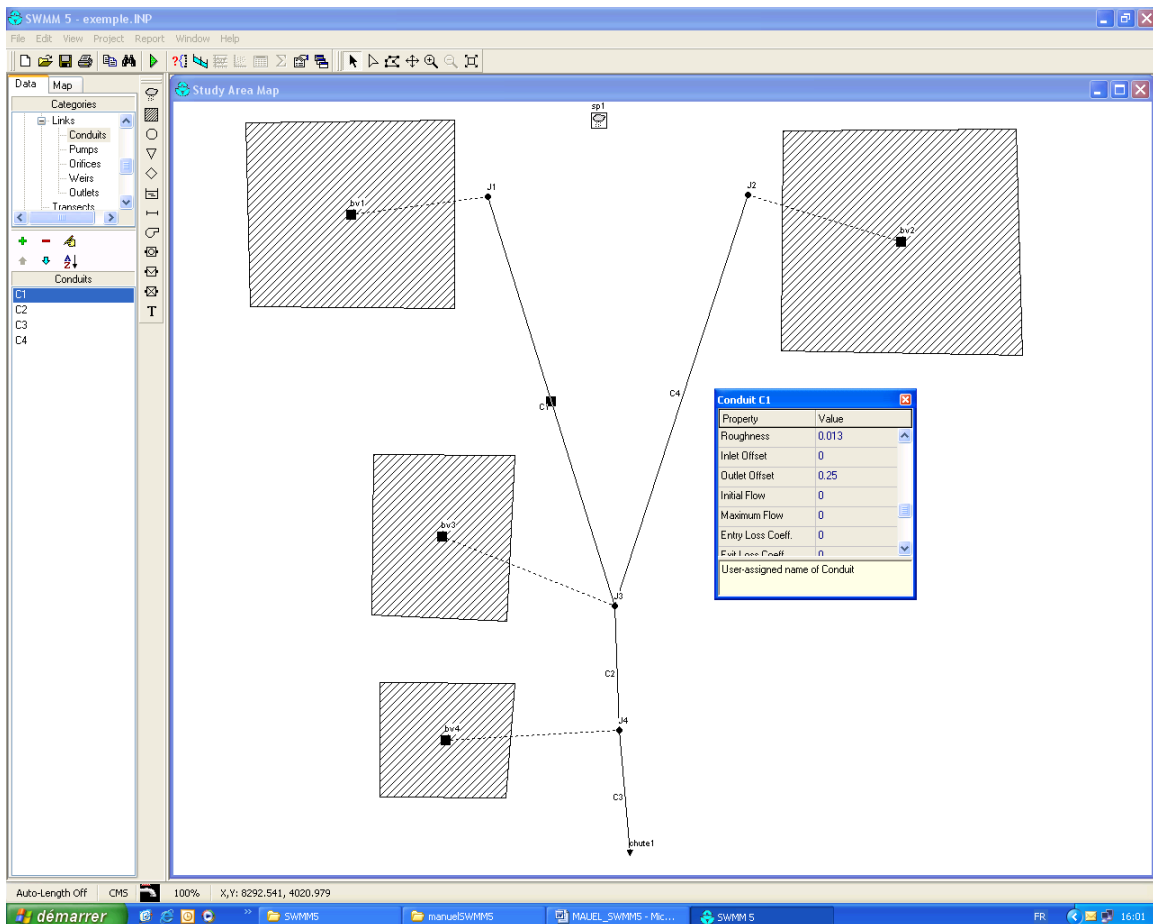 SWMM 5 - exemple.INP
File Edit View Project Report Window Help
Data Map
Categories
Links
Conduits
Pumps
Orifices
Weirs
Outlets
Transects
Conduits
C1
C2
C3
C4
T
Study Area Map
sp1
J1
J2
bv1
bv2
C1
C4
bv3
J3
C2
bv4
J4
C3
chute1
Conduit C1
Property Value
Roughness 0.013
Inlet Offset 0
Outlet Offset 0.25
Initial Flow 0
Maximum Flow 0
Entry Loss Coeff. 0
Exit Loss Coeff. 0
User-assigned name of Conduit
Auto-Length Off CMS 100% X,Y: 8292.541, 4020.979
démarrer SWMM5 manuelSWMM5 MAUEL_SWMM5 - Mic... SWMM 5 FR 16:01